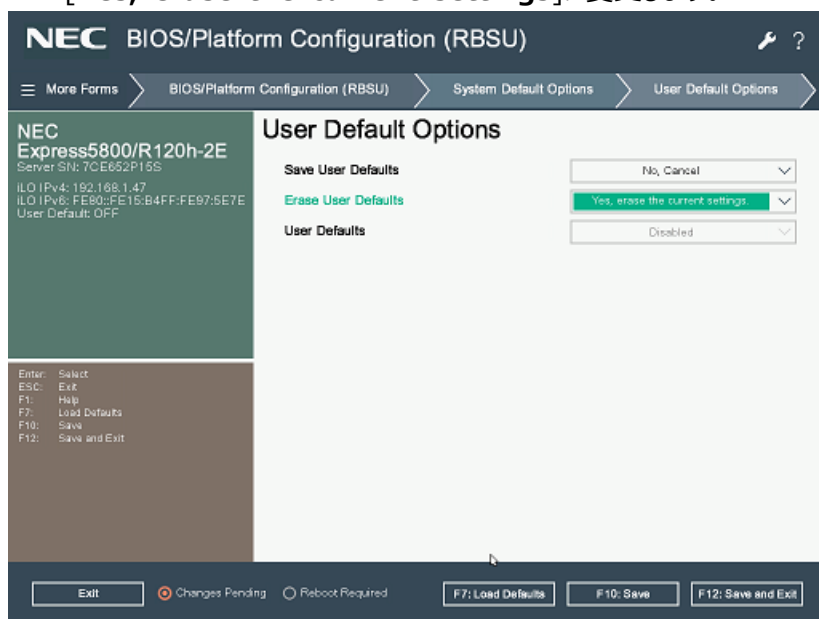 NEC BIOS/Platform Configuration (RBSU) ?
More Forms BIOS/Platform Configuration (RBSU) System Default Options User Default Options
NEC
Express5800/R120h-2E
Server SN: 7CE652P15S
iLO IPv4: 192.168.1.47
iLO IPv6: FE80::FE15:B4FF:FE97:5E7E
User Default: OFF
User Default Options
Save User Defaults No, Cancel
Erase User Defaults Yes, erase the current settings.
User Defaults Disabled
Enter: Select
ESC: Exit
F1: Help
F7: Load Defaults
F10: Save
F12: Save and Exit
Exit Changes Pending Reboot Required F7: Load Defaults F10: Save F12: Save and Exit